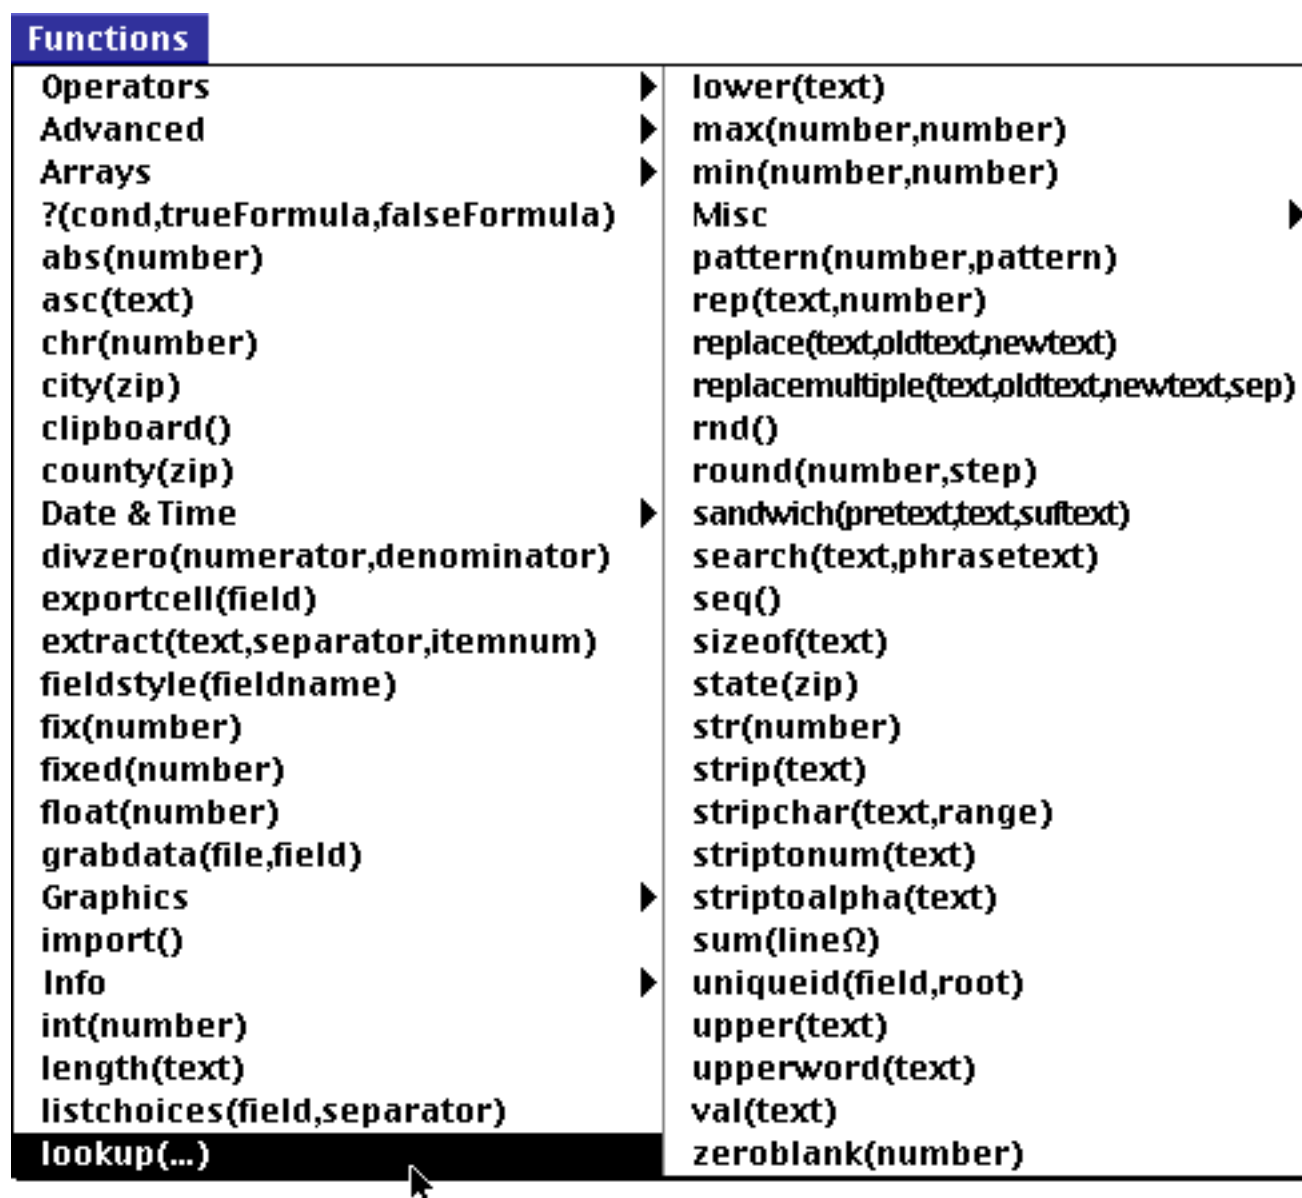 Functions
Operators
Advanced
Arrays
?(cond,trueFormula,falseFormula)
abs(number)
asc(text)
chr(number)
city(zip)
clipboard()
county(zip)
Date & Time
divzero(numerator,denominator)
exportcell(field)
extract(text,separator,itemnum)
fieldstyle(fieldname)
fix(number)
fixed(number)
float(number)
grabdata(file,field)
Graphics
import()
Info
int(number)
length(text)
listchoices(field,separator)
lookup(...)
lower(text)
max(number,number)
min(number,number)
Misc
pattern(number,pattern)
rep(text,number)
replace(text,oldtext,newtext)
replacemultiple(text,oldtext,newtext,sep)
rnd()
round(number,step)
sandwich(pretext,text,suftext)
search(text,phrasetext)
seq()
sizeof(text)
state(zip)
str(number)
strip(text)
stripchar(text,range)
striptonum(text)
striptoalpha(text)
sum(lineΩ)
uniqueid(field,root)
upper(text)
upperword(text)
val(text)
zeroblank(number)